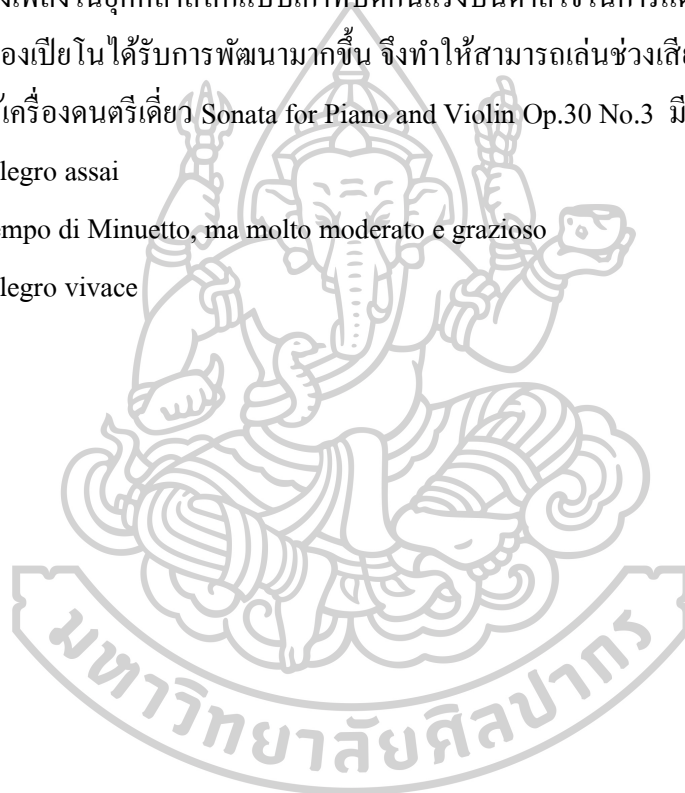 องเปียโนได้รับการพัฒนามากขึ้น จึงทำให้สามารถเล่นช่วงเสีย
เครื่องดนตรีเดี่ยว Sonata for Piano and Violin Op.30 No.3 มี
legro assai
empo di Minuetto, ma molto moderato e grazioso
legro vivace
มหาวิทยาลัยศิลปากร